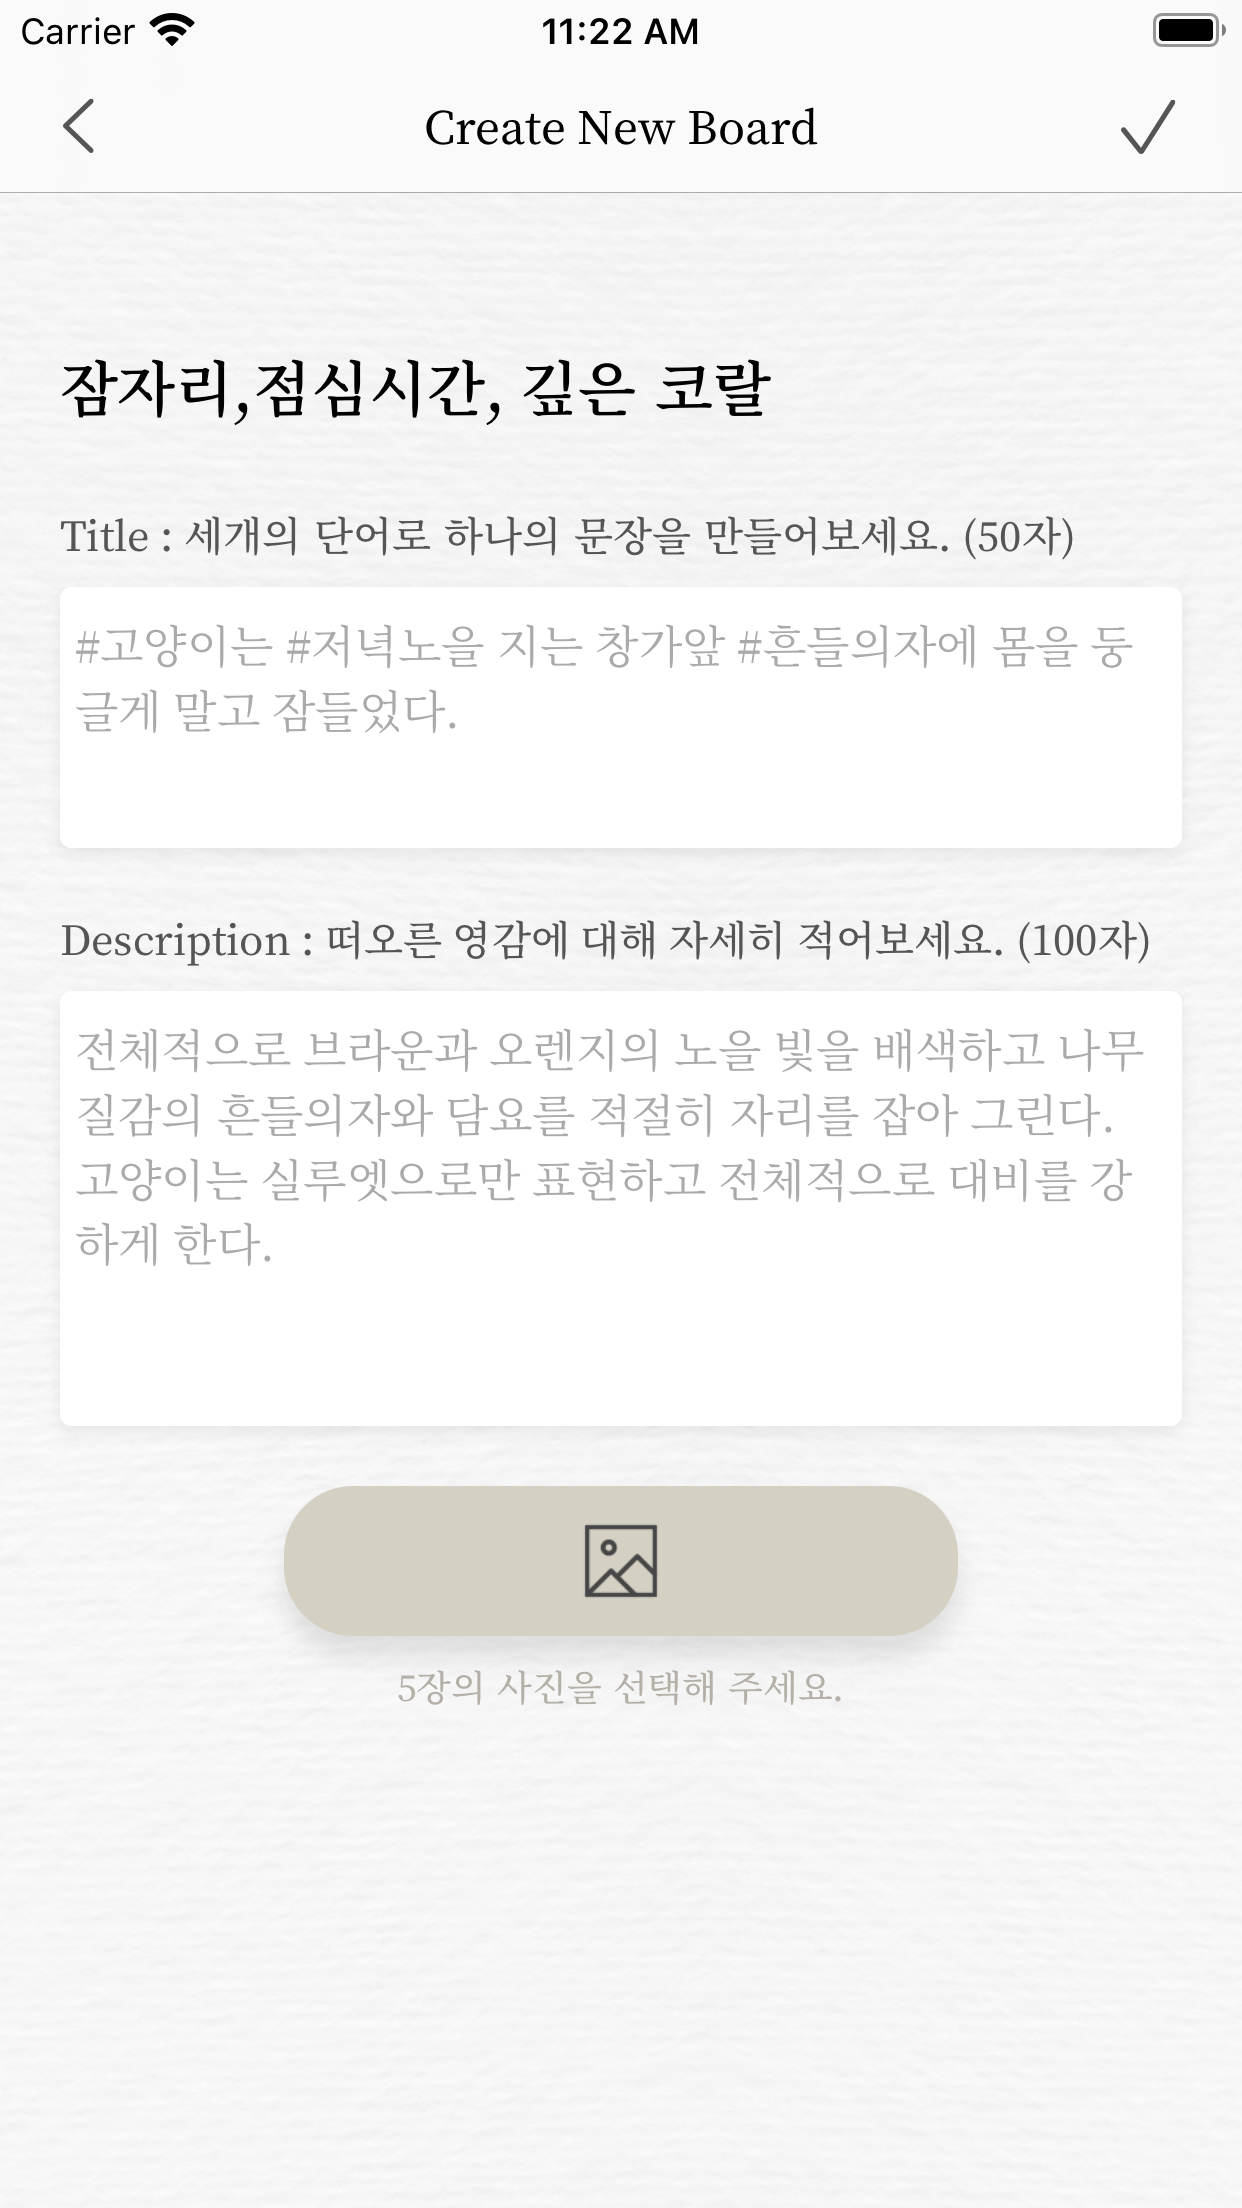 Carrier 11:22 AM
Create New Board
잠자리,점심시간, 깊은 코랄
Title : 세개의 단어로 하나의 문장을 만들어보세요. (50자)
#고양이는 #저녁노을 지는 창가앞 #흔들의자에 몸을 둥
글게 말고 잠들었다.
Description : 떠오른 영감에 대해 자세히 적어보세요. (100자)
전체적으로 브라운과 오렌지의 노을 빛을 배색하고 나무
질감의 흔들의자와 담요를 적절히 자리를 잡아 그린다.
고양이는 실루엣으로만 표현하고 전체적으로 대비를 강
하게 한다.
5장의 사진을 선택해 주세요.